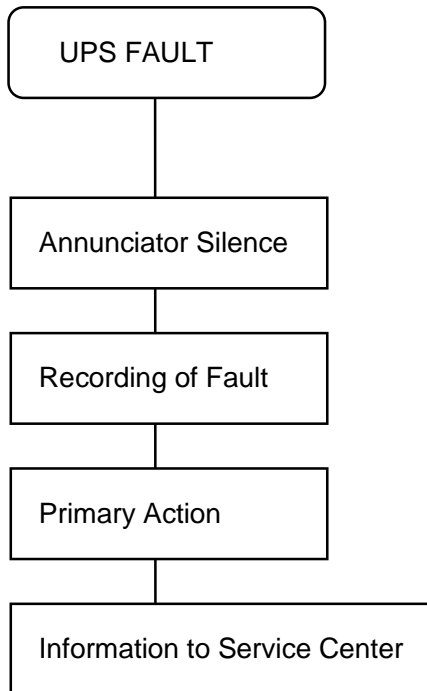 UPS FAULT
Annunciator Silence
Recording of Fault
Primary Action
Information to Service Center